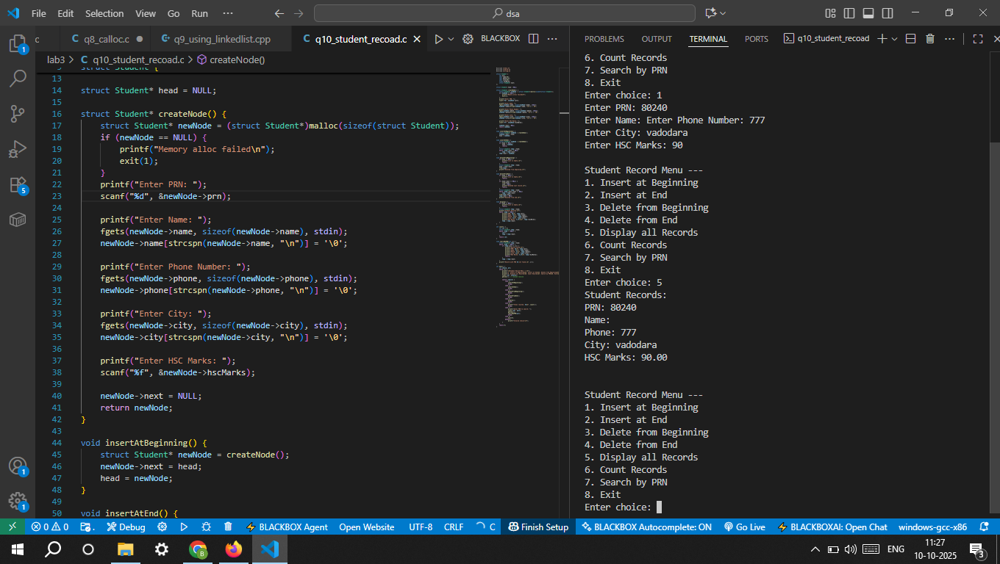 File Edit Selection View Go Run ··· dsa
c q8_calloc.c q9_using_linkedlist.cpp q10_student_recoad.c BLACKBOX ···
lab3 > C q10_student_recoad.c > createNode()
struct Student {
13
14 struct Student* head = NULL;
15
16 struct Student* createNode() {
17 struct Student* newNode = (struct Student*)malloc(sizeof(struct Student));
18 if (newNode == NULL) {
19 printf("Memory alloc failed\n");
20 exit(1);
21 }
22 printf("Enter PRN: ");
23 scanf("%d", &newNode->prn);
24
25 printf("Enter Name: ");
26 fgets(newNode->name, sizeof(newNode->name), stdin);
27 newNode->name[strcspn(newNode->name, "\n")] = '\0';
28
29 printf("Enter Phone Number: ");
30 fgets(newNode->phone, sizeof(newNode->phone), stdin);
31 newNode->phone[strcspn(newNode->phone, "\n")] = '\0';
32
33 printf("Enter City: ");
34 fgets(newNode->city, sizeof(newNode->city), stdin);
35 newNode->city[strcspn(newNode->city, "\n")] = '\0';
36
37 printf("Enter HSC Marks: ");
38 scanf("%f", &newNode->hscMarks);
39
40 newNode->next = NULL;
41 return newNode;
42 }
43
44 void insertAtBeginning() {
45 struct Student* newNode = createNode();
46 newNode->next = head;
47 head = newNode;
48 }
49
50 void insertAtEnd() {
PROBLEMS OUTPUT TERMINAL PORTS q10_student_recoad
6. Count Records
7. Search by PRN
8. Exit
Enter choice: 1
Enter PRN: 80240
Enter Name: Enter Phone Number: 777
Enter City: vadodara
Enter HSC Marks: 90
Student Record Menu ---
1. Insert at Beginning
2. Insert at End
3. Delete from Beginning
4. Delete from End
5. Display all Records
6. Count Records
7. Search by PRN
8. Exit
Enter choice: 5
Student Records:
PRN: 80240
Name:
Phone: 777
City: vadodara
HSC Marks: 90.00
Student Record Menu ---
1. Insert at Beginning
2. Insert at End
3. Delete from Beginning
4. Delete from End
5. Display all Records
6. Count Records
7. Search by PRN
8. Exit
Enter choice:
1
5
1
1
0 0 Debug BLACKBOX Agent Open Website UTF-8 CRLF C Finish Setup BLACKBOX Autocomplete: ON Go Live BLACKBOXAI: Open Chat windows-gcc-x86
B ENG 11:27 3
10-10-2025